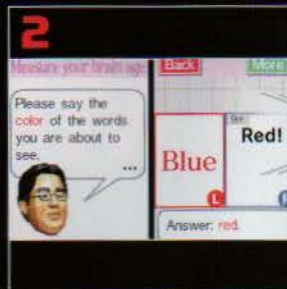 2
Measure your brain age
Please say the
color of the words
you are about to
see.
...
Back
More
Blue
Red!
L
Answer: red.